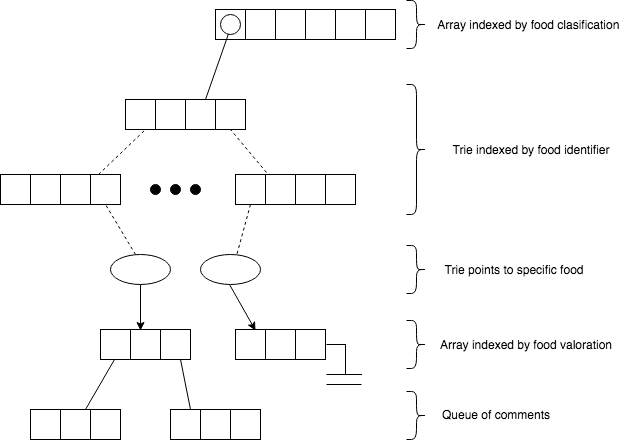 Array indexed by food clasification
Trie indexed by food identifier
Trie points to specific food
Array indexed by food valoration
Queue of comments